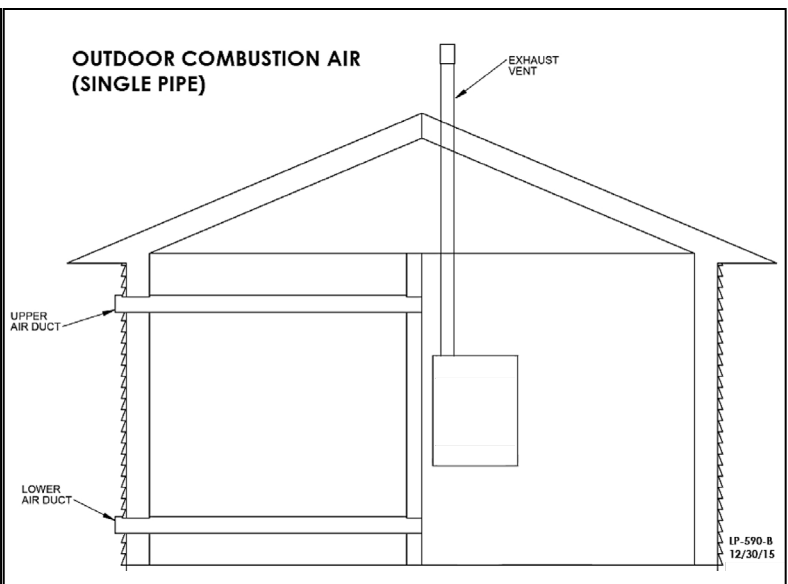 OUTDOOR COMBUSTION AIR
(SINGLE PIPE)
EXHAUST
VENT
UPPER
AIR DUCT
LOWER
AIR DUCT
LP-590-B
12/30/15